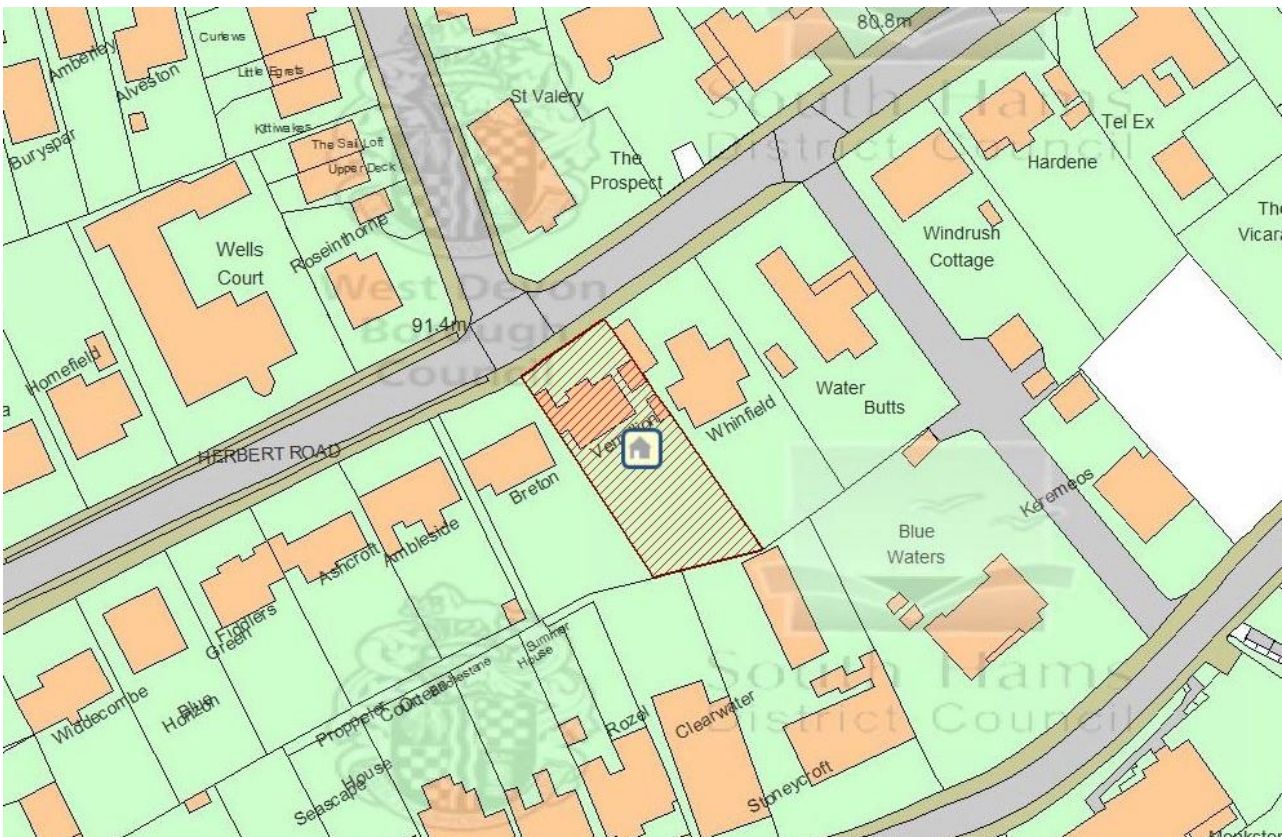 80.8m
Curlews
Amberley
Alveston
Little Egrets
St Valery
South Hams
District Council
Tel Ex
Kittiwakes
The Sail Loft
Upper Deck
Buryspar
The
Prospect
Hardene
Wells
Court
Roseinthorne
Windrush
Cottage
The
West Devon
Borough
Council
91.4m
Homefield
Water
Butts
Whinfield
HERBERT ROAD
Breton
Keremeos
Ambleside
Ashcroft
Blue
Waters
Fiddlers
Green
Summer
House
South Hams
District Council
Widdecombe
Blue
Horizon
Rozel
Clearwater
Seascape
House
Stoneycroft